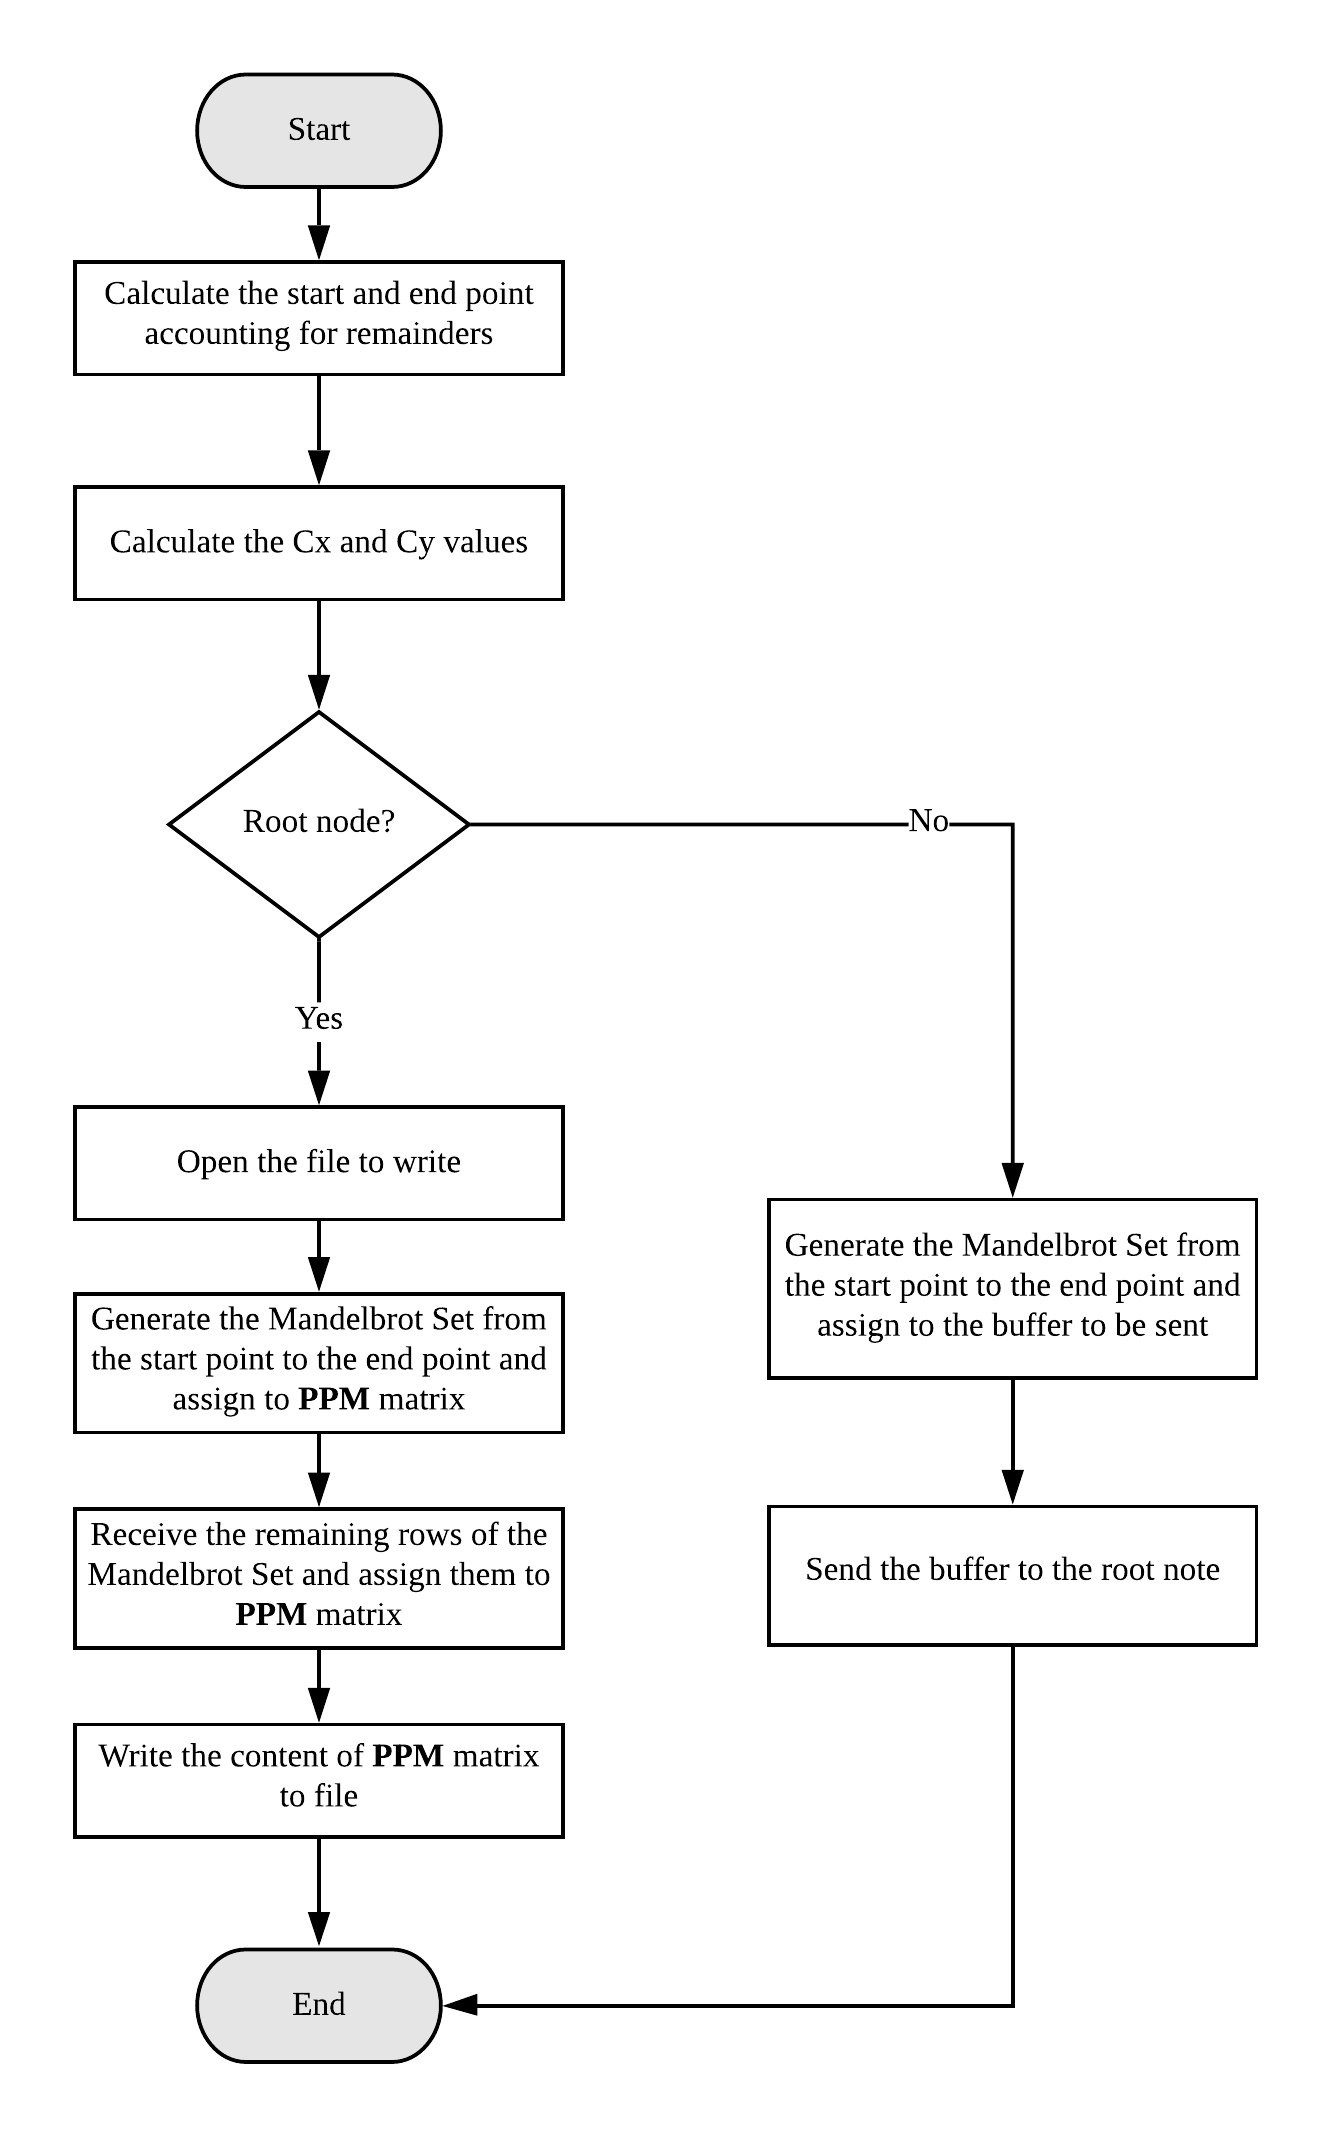 Start
Calculate the start and end point
accounting for remainders
Calculate the Cx and Cy values
Root node?
No
Yes
Open the file to write
Generate the Mandelbrot Set from
the start point to the end point and
assign to PPM matrix
Receive the remaining rows of the
Mandelbrot Set and assign them to
PPM matrix
Write the content of PPM matrix
to file
Generate the Mandelbrot Set from
the start point to the end point and
assign to the buffer to be sent
Send the buffer to the root note
End